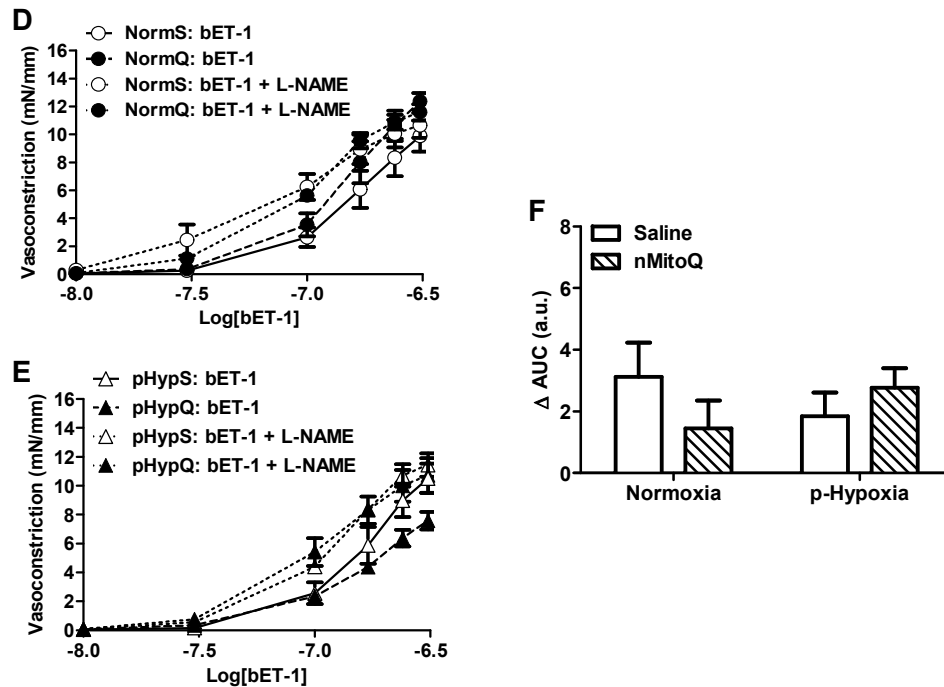 D
NormS: bET-1
NormQ: bET-1
NormS: bET-1 + L-NAME
NormQ: bET-1 + L-NAME
Vasoconstriction (mN/mm)
16
14
12
10
8
6
4
2
0
-8.0 -7.5 -7.0 -6.5
Log[bET-1]
E
pHypS: bET-1
pHypQ: bET-1
pHypS: bET-1 + L-NAME
pHypQ: bET-1 + L-NAME
Vasoconstriction (mN/mm)
16
14
12
10
8
6
4
2
0
-8.0 -7.5 -7.0 -6.5
Log[bET-1]
F
Saline
nMitoQ
Δ AUC (a.u.)
8
6
4
2
0
Normoxia p-Hypoxia